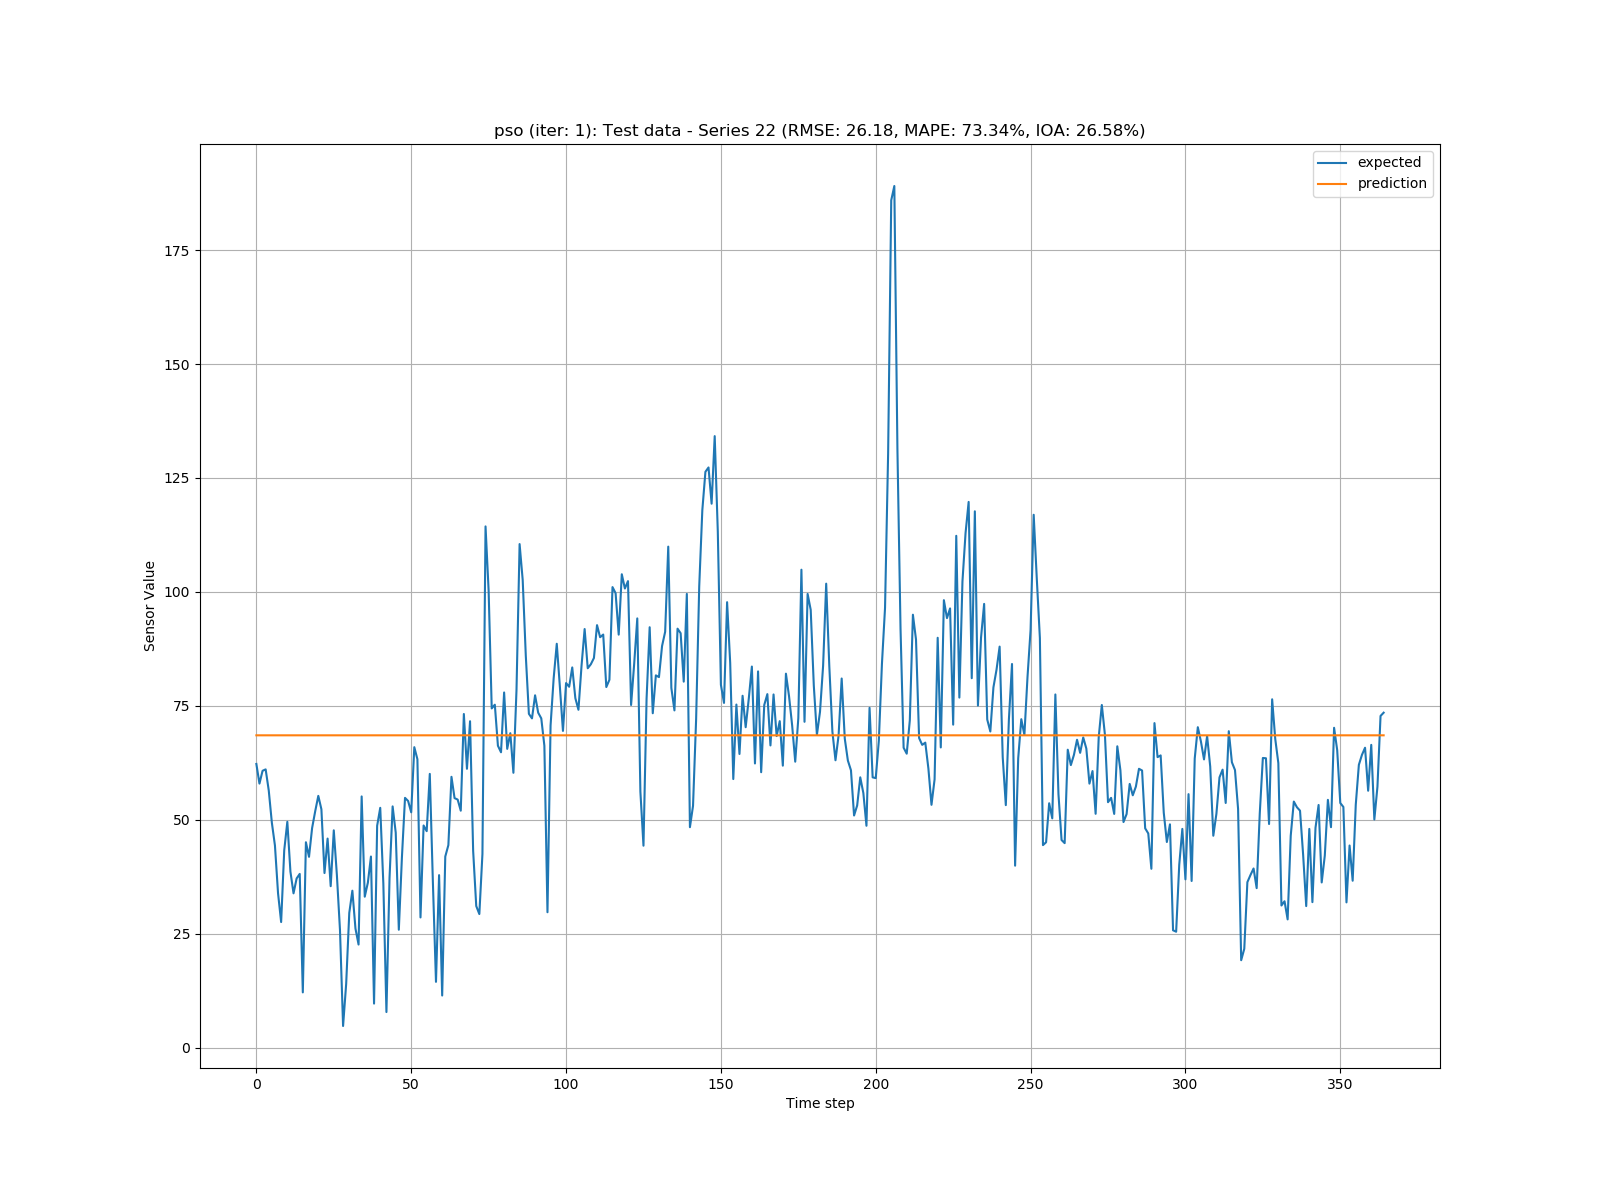 pso (iter: 1): Test data - Series 22 (RMSE: 26.18, MAPE: 73.34%, IOA: 26.58%)
expected
prediction
175
150
125
100
75
50
25
0
Sensor Value
0 50 100 150 200 250 300 350
Time step